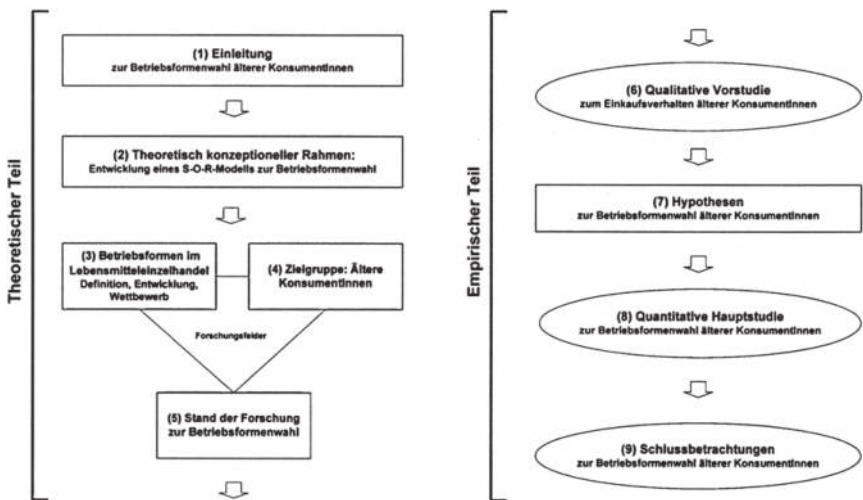 Theoretischer Teil
(1) Einleitung
zur Betriebsformenwahl älterer KonsumentInnen
(2) Theoretisch konzeptioneller Rahmen:
Entwicklung eines S-O-R-Modells zur Betriebsformenwahl
(3) Betriebsformen im
Lebensmitteleinzelhandel
Definition, Entwicklung,
Wettbewerb
(4) Zielgruppe: Ältere
KonsumentInnen
Forschungsfelder
(5) Stand der Forschung
zur Betriebsformenwahl
Empirischer Teil
(6) Qualitative Vorstudie
zum Einkaufsverhalten älterer KonsumentInnen
(7) Hypothesen
zur Betriebsformenwahl älterer KonsumentInnen
(8) Quantitative Hauptstudie
zur Betriebsformenwahl älterer KonsumentInnen
(9) Schlussbetrachtungen
zur Betriebsformenwahl älterer KonsumentInnen